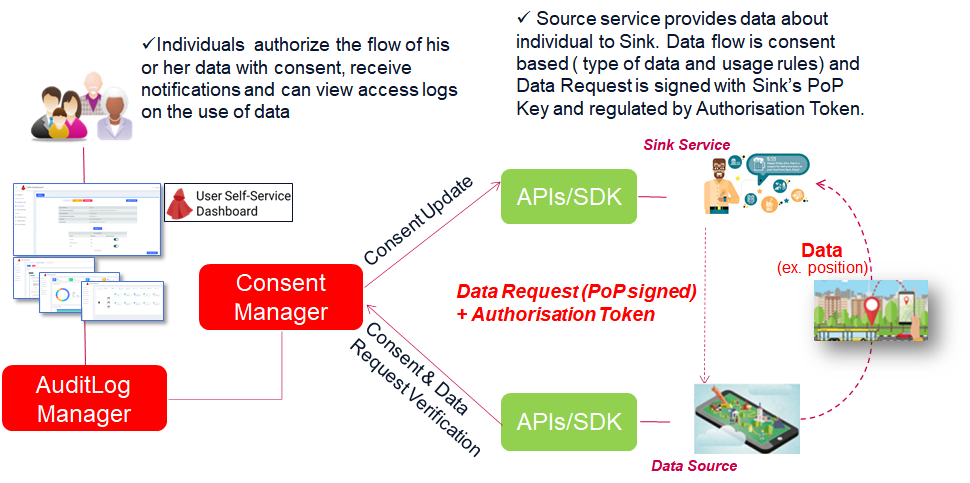 ✓Individuals authorize the flow of his
or her data with consent, receive
notifications and can view access logs
on the use of data
✓ Source service provides data about
individual to Sink. Data flow is consent
based ( type of data and usage rules) and
Data Request is signed with Sink's PoP
Key and regulated by Authorisation Token.
Sink Service
User Self-Service
Dashboard
Consent Update
APIs/SDK
Data
(ex. position)
Consent
Manager
Data Request (PoP signed)
+ Authorisation Token
Consent & Data
Request Verification
AuditLog
Manager
APIs/SDK
Data Source